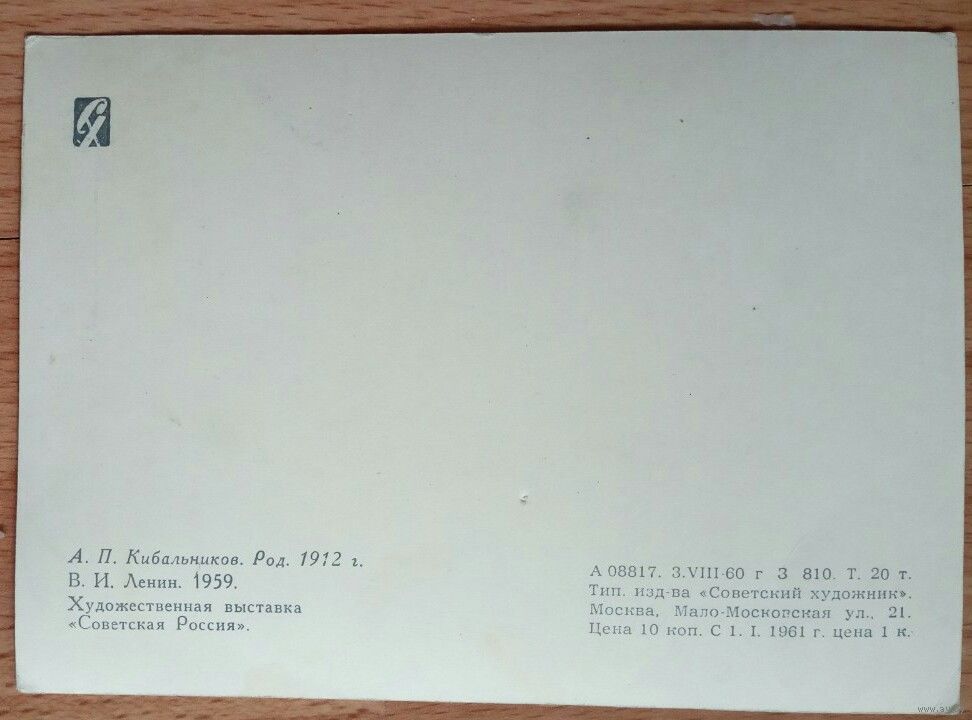 СХ
А. П. Кибальников. Род. 1912 г.
В. И. Ленин. 1959.
Художественная выставка
«Советская Россия».
А 08817. 3.VIII-60 г З 810. Т. 20 т.
Тип. изд-ва «Советский художник».
Москва, Мало-Московская ул., 21.
Цена 10 коп. С 1. I. 1961 г. цена 1 к.